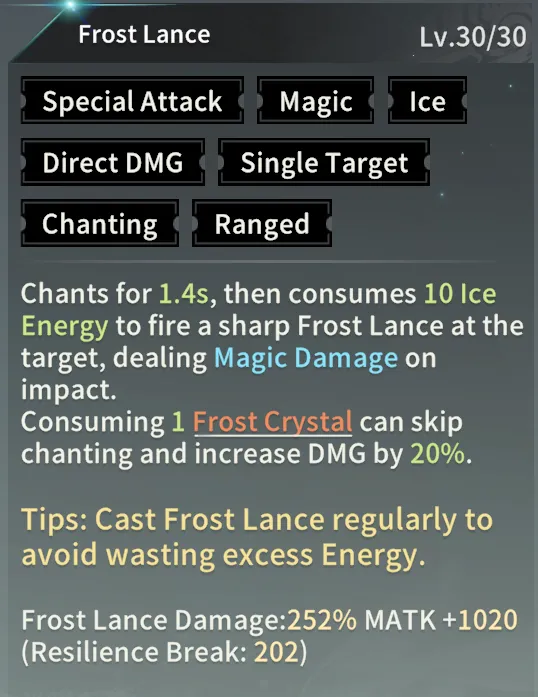 Frost Lance Lv.30/30
Special Attack Magic Ice
Direct DMG Single Target
Chanting Ranged
Chants for 1.4s, then consumes 10 Ice
Energy to fire a sharp Frost Lance at the
target, dealing Magic Damage on
impact.
Consuming 1 Frost Crystal can skip
chanting and increase DMG by 20%.
Tips: Cast Frost Lance regularly to
avoid wasting excess Energy.
Frost Lance Damage:252% MATK +1020
(Resilience Break: 202)